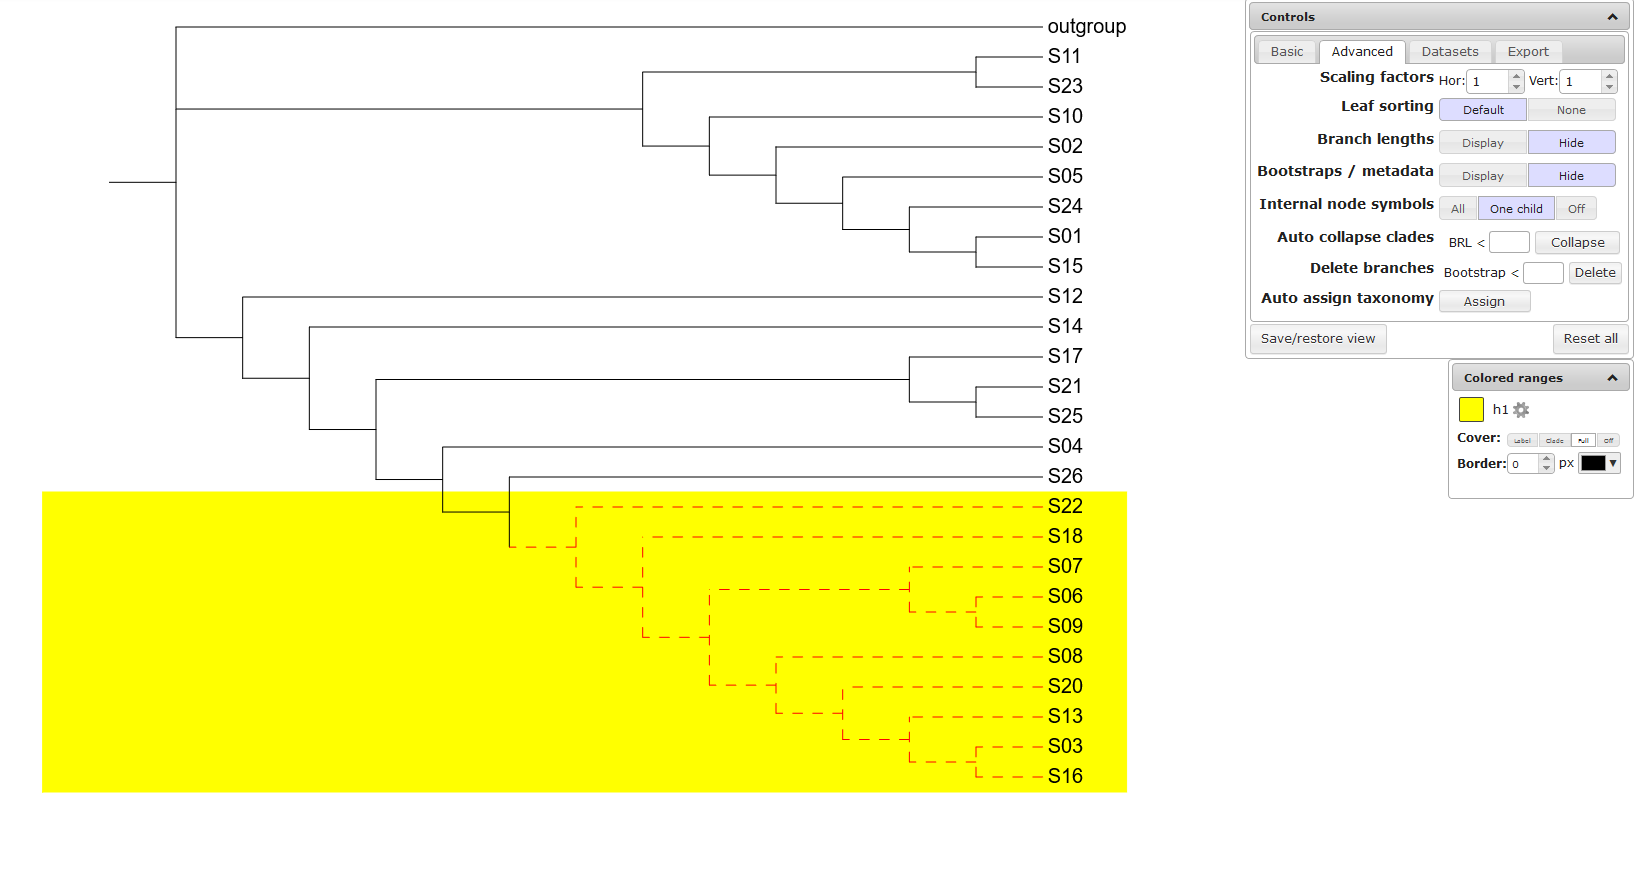 outgroup
S11
S23
S10
S02
S05
S24
S01
S15
S12
S14
S17
S21
S25
S04
S26
S22
S18
S07
S06
S09
S08
S20
S13
S03
S16
Controls
Basic Advanced Datasets Export
Scaling factors Hor: 1 Vert: 1
Leaf sorting Default None
Branch lengths Display Hide
Bootstraps / metadata Display Hide
Internal node symbols All One child Off
Auto collapse clades BRL < Collapse
Delete branches Bootstrap < Delete
Auto assign taxonomy Assign
Save/restore view Reset all
Colored ranges
h1
Cover: Label Clade Full Off
Border: 0 px